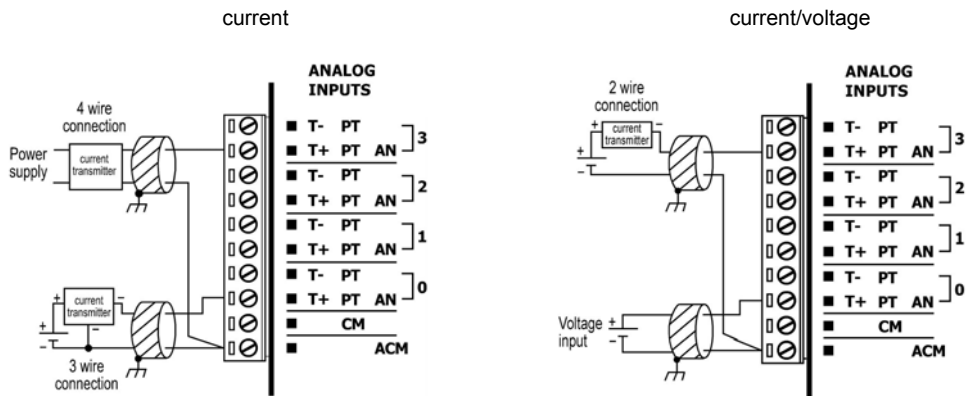 current
current/voltage
4 wire
connection
Power
supply
current
transmitter
+
−
current
transmitter
−
+
−
3 wire
connection
ANALOG
INPUTS
T- PT
T+ PT AN
3
T- PT
T+ PT AN
2
T- PT
T+ PT AN
1
T- PT
T+ PT AN
0
CM
ACM
2 wire
connection
+
−
current
transmitter
+
−
Voltage
input
+
−
ANALOG
INPUTS
T- PT
T+ PT AN
3
T- PT
T+ PT AN
2
T- PT
T+ PT AN
1
T- PT
T+ PT AN
0
CM
ACM